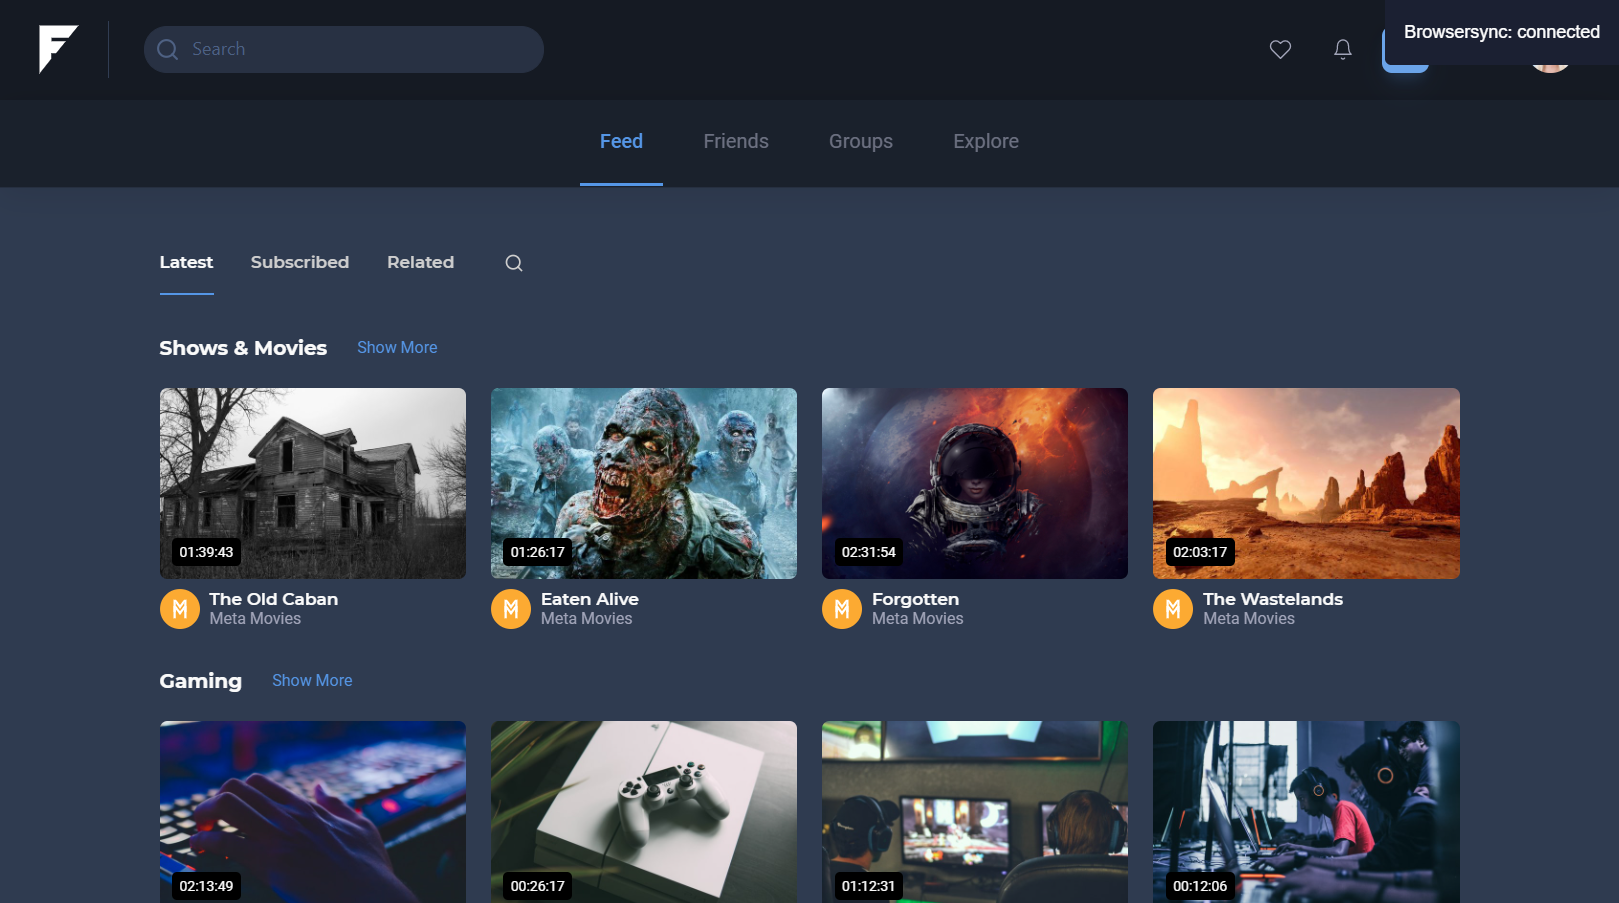 Search
Browsersync: connected
Feed
Friends
Groups
Explore
Latest
Subscribed
Related
Shows & Movies
Show More
01:39:43
01:26:17
02:31:54
02:03:17
The Old Caban
Meta Movies
Eaten Alive
Meta Movies
Forgotten
Meta Movies
The Wastelands
Meta Movies
Gaming
Show More
02:13:49
00:26:17
01:12:31
00:12:06